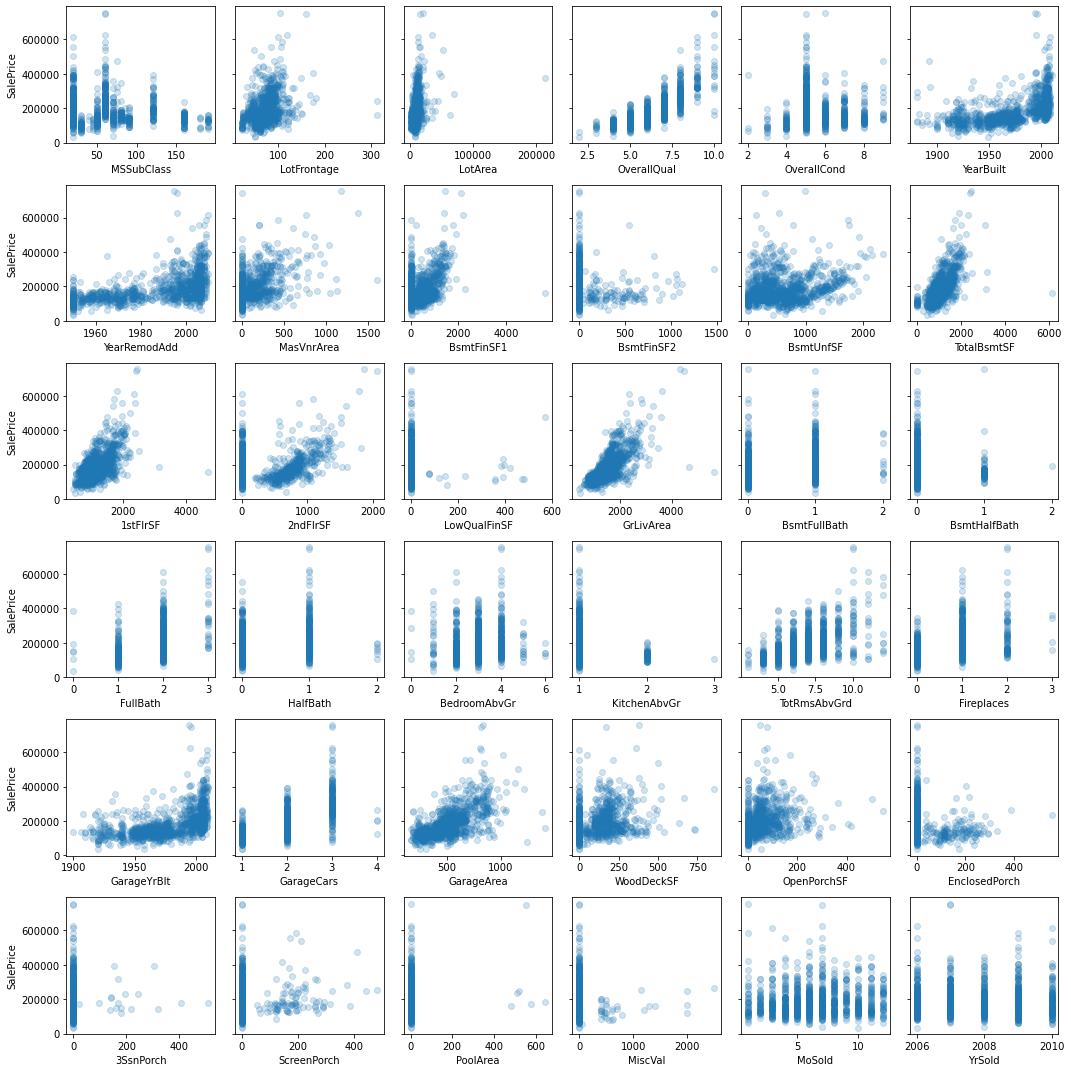 SalePrice
600000
400000
200000
0
50 100 150
100 200 300
0 100000 200000
2.5 5.0 7.5 10.0
2 4 6 8
1900 1950 2000
MSSubClass LotFrontage LotArea OverallQual OverallCond YearBuilt
SalePrice
600000
400000
200000
0
1960 1980 2000
0 500 1000 1500
0 2000 4000
0 500 1000 1500
0 1000 2000
0 2000 4000 6000
YearRemodAdd MasVnrArea BsmtFinSF1 BsmtFinSF2 BsmtUnfSF TotalBsmtSF
SalePrice
600000
400000
200000
0
2000 4000
0 1000 2000
0 200 400 600
2000 4000
0 1 2
0 1 2
1stFlrSF 2ndFlrSF LowQualFinSF GrLivArea BsmtFullBath BsmtHalfBath
SalePrice
600000
400000
200000
0
0 1 2 3
0 1 2
0 2 4 6
1 2 3
5.0 7.5 10.0
0 1 2 3
FullBath HalfBath BedroomAbvGr KitchenAbvGr TotRmsAbvGrd Fireplaces
SalePrice
600000
400000
200000
0
1900 1940 1980 2000
1 2 3 4
500 1000
0 250 500 750
0 200 400
0 200 400
GarageYrBlt GarageCars GarageArea WoodDeckSF OpenPorchSF EnclosedPorch
SalePrice
600000
400000
200000
0
0 200 400
0 200 400
0 200 400 600
0 1000 2000
5 10
2006 2008 2010
3SsnPorch ScreenPorch PoolArea MiscVal MoSold YrSold